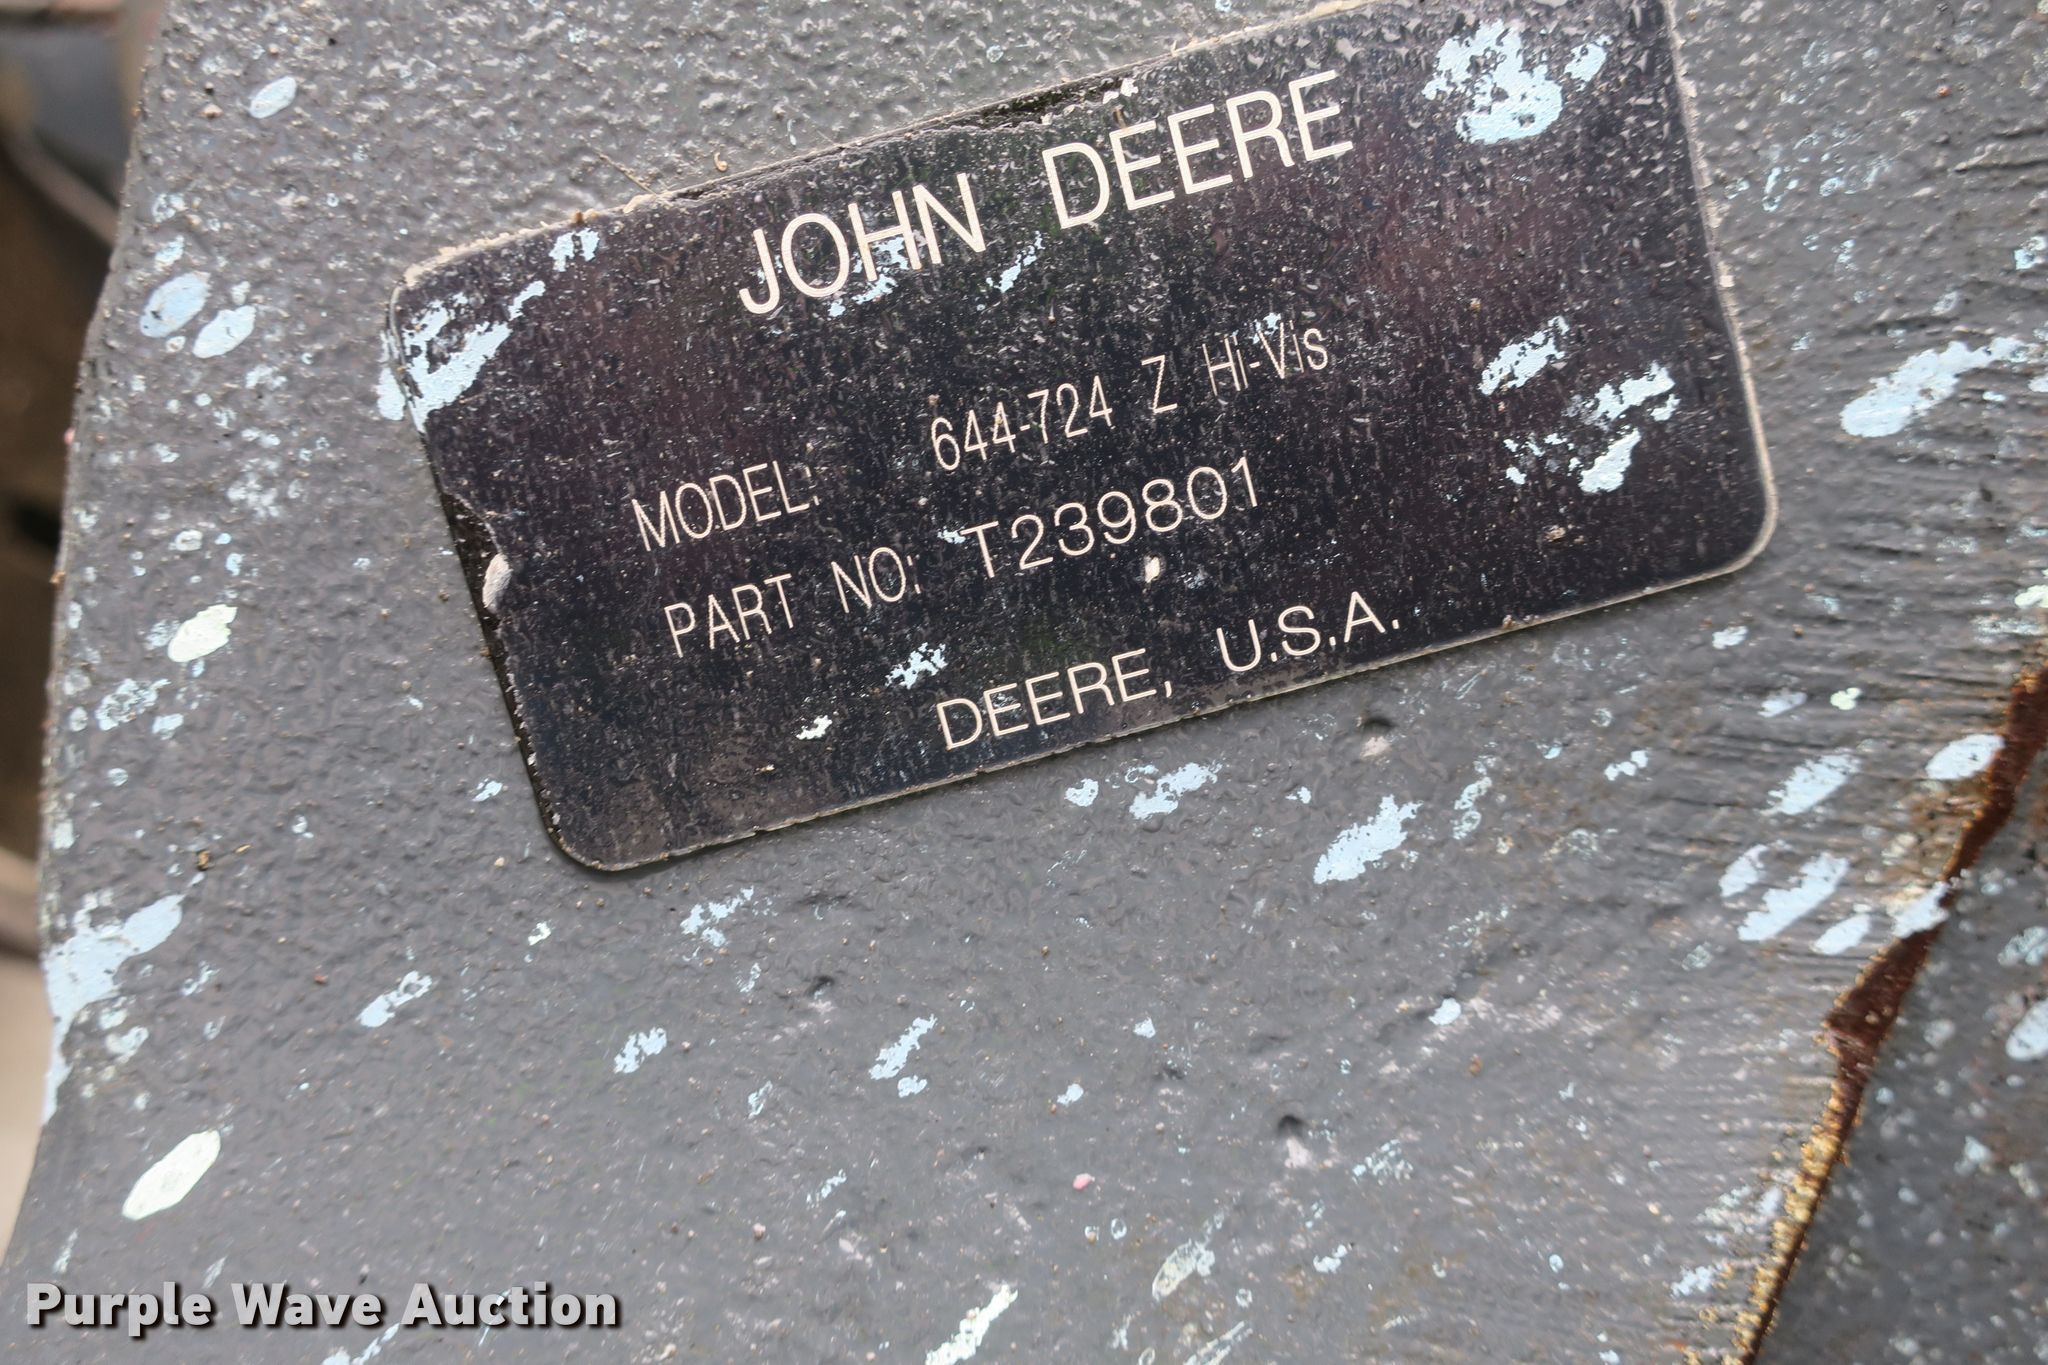 JOHN DEERE
MODEL: 644-724 Z Hi-Vis
PART NO: T239801
DEERE, U.S.A.
Purple Wave Auction